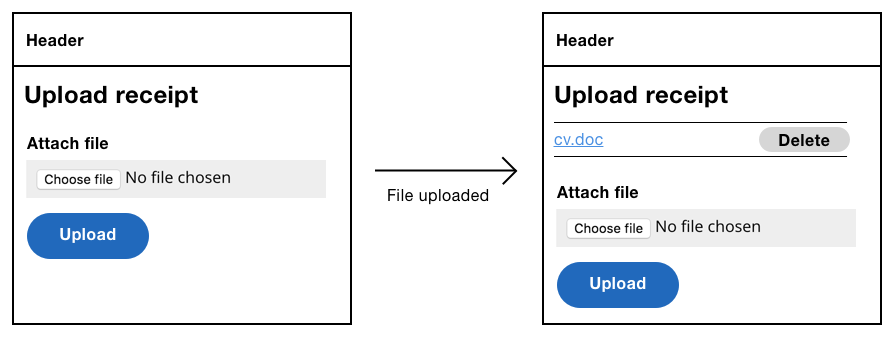 Header
Upload receipt
Attach file
Choose file No file chosen
Upload
File uploaded
Header
Upload receipt
cv.doc Delete
Attach file
Choose file No file chosen
Upload